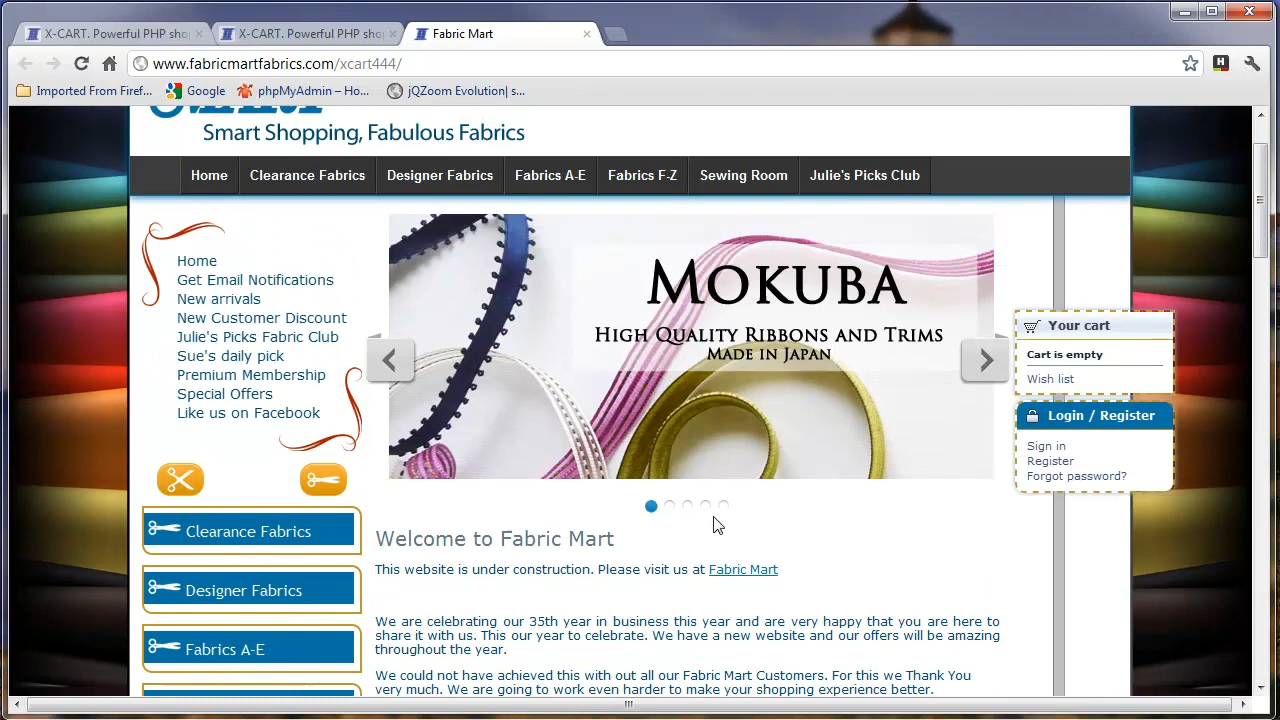 X-CART. Powerful PHP shop
X-CART. Powerful PHP shop
Fabric Mart
www.fabricmartfabrics.com/xcart444/
Imported From Firef...
Google
phpMyAdmin – Ho...
jQZoom Evolution| s...
Smart Shopping, Fabulous Fabrics
Home
Clearance Fabrics
Designer Fabrics
Fabrics A-E
Fabrics F-Z
Sewing Room
Julie's Picks Club
Home
Get Email Notifications
New arrivals
New Customer Discount
Julie's Picks Fabric Club
Sue's daily pick
Premium Membership
Special Offers
Like us on Facebook
Clearance Fabrics
Designer Fabrics
Fabrics A-E
MOKUBA
HIGH QUALITY RIBBONS AND TRIMS
MADE IN JAPAN
Welcome to Fabric Mart
This website is under construction. Please visit us at Fabric Mart
We are celebrating our 35th year in business this year and are very happy that you are here to
share it with us. This our year to celebrate. We have a new website and our offers will be amazing
throughout the year.
We could not have achieved this with out all our Fabric Mart Customers. For this we Thank You
very much. We are going to work even harder to make your shopping experience better.
Your cart
Cart is empty
Wish list
Login / Register
Sign in
Register
Forgot password?